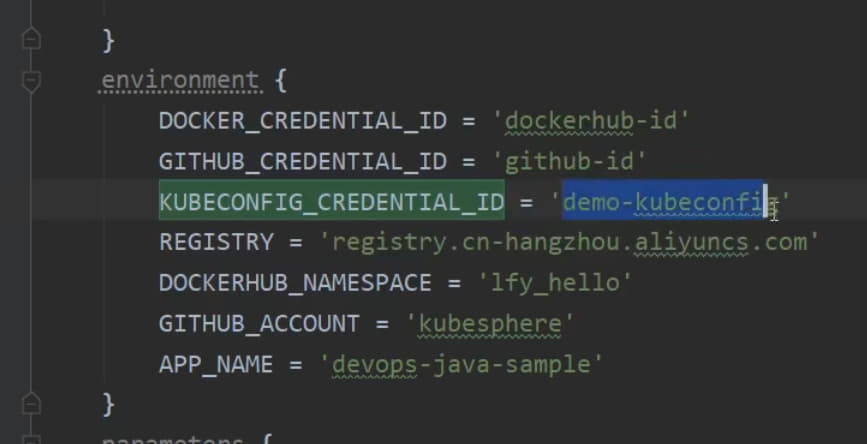 }
environment {
DOCKER_CREDENTIAL_ID = 'dockerhub-id'
GITHUB_CREDENTIAL_ID = 'github-id'
KUBECONFIG_CREDENTIAL_ID = 'demo-kubeconfig'
REGISTRY = 'registry.cn-hangzhou.aliyuncs.com'
DOCKERHUB_NAMESPACE = 'lfy_hello'
GITHUB_ACCOUNT = 'kubesphere'
APP_NAME = 'devops-java-sample'
}
parameters {